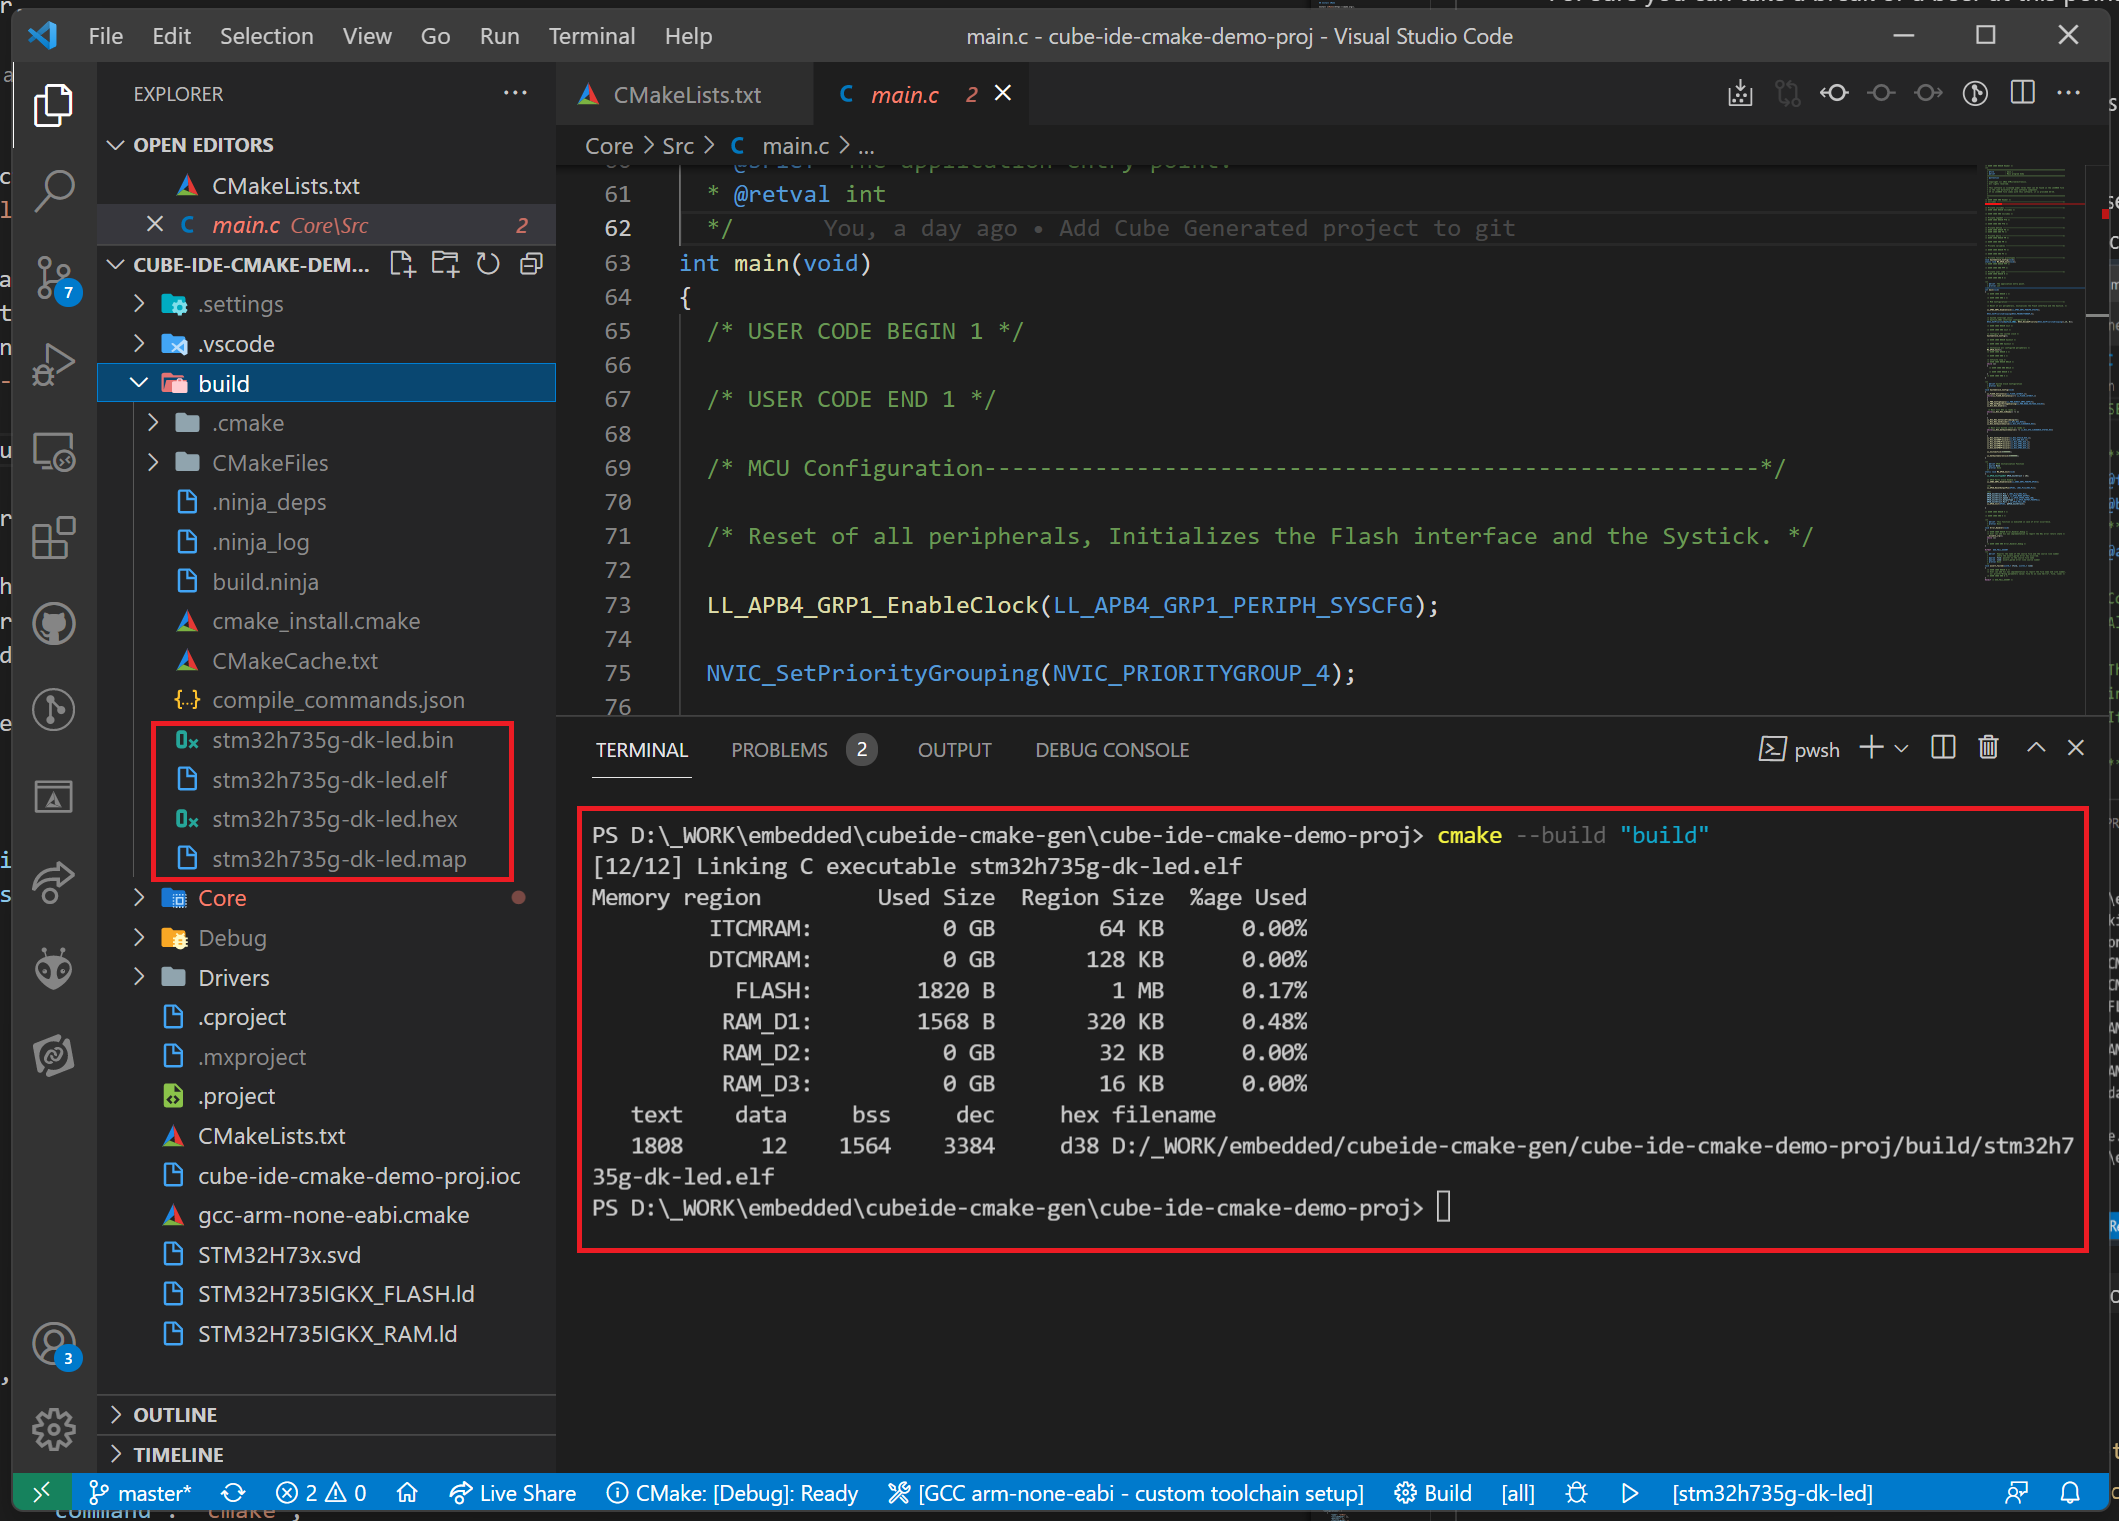 File Edit Selection View Go Run Terminal Help
main.c - cube-ide-cmake-demo-proj - Visual Studio Code
EXPLORER
OPEN EDITORS
CMakeLists.txt
main.c Core\Src 2
CUBE-IDE-CMAKE-DEM...
.settings
.vscode
build
.cmake
CMakeFiles
.ninja_deps
.ninja_log
build.ninja
cmake_install.cmake
CMakeCache.txt
compile_commands.json
stm32h735g-dk-led.bin
stm32h735g-dk-led.elf
stm32h735g-dk-led.hex
stm32h735g-dk-led.map
Core
Debug
Drivers
.cproject
.mxproject
.project
CMakeLists.txt
cube-ide-cmake-demo-proj.ioc
gcc-arm-none-eabi.cmake
STM32H73x.svd
STM32H735IGKX_FLASH.ld
STM32H735IGKX_RAM.ld
OUTLINE
TIMELINE
7
3
CMakeLists.txt
main.c 2
Core > Src > main.c > ...
61 * @retval int
62 */ You, a day ago • Add Cube Generated project to git
63 int main(void)
64 {
65 /* USER CODE BEGIN 1 */
66
67 /* USER CODE END 1 */
68
69 /* MCU Configuration--------------------------------------------------------*/
70
71 /* Reset of all peripherals, Initializes the Flash interface and the Systick. */
72
73 LL_APB4_GRP1_EnableClock(LL_APB4_GRP1_PERIPH_SYSCFG);
74
75 NVIC_SetPriorityGrouping(NVIC_PRIORITYGROUP_4);
76
TERMINAL PROBLEMS 2 OUTPUT DEBUG CONSOLE
pwsh
PS D:\_WORK\embedded\cubeide-cmake-gen\cube-ide-cmake-demo-proj> cmake --build "build"
[12/12] Linking C executable stm32h735g-dk-led.elf
Memory region Used Size Region Size %age Used
ITCMRAM: 0 GB 64 KB 0.00%
DTCMRAM: 0 GB 128 KB 0.00%
FLASH: 1820 B 1 MB 0.17%
RAM_D1: 1568 B 320 KB 0.48%
RAM_D2: 0 GB 32 KB 0.00%
RAM_D3: 0 GB 16 KB 0.00%
text data bss dec hex filename
1808 12 1564 3384 d38 D:/_WORK/embedded/cubeide-cmake-gen/cube-ide-cmake-demo-proj/build/stm32h7
35g-dk-led.elf
PS D:\_WORK\embedded\cubeide-cmake-gen\cube-ide-cmake-demo-proj>
master* 2 0 Live Share CMake: [Debug]: Ready [GCC arm-none-eabi - custom toolchain setup] Build [all] [stm32h735g-dk-led]